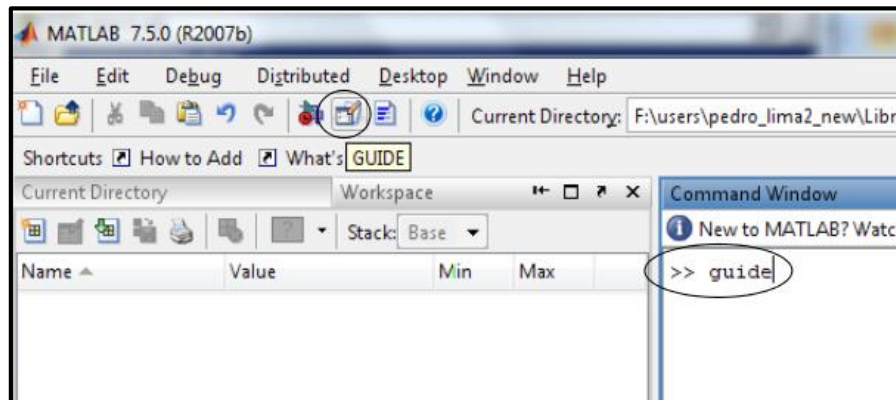 MATLAB 7.5.0 (R2007b)
File Edit Debug Distributed Desktop Window Help
Current Directory: F:\users\pedro_lima2_new\Libr
Shortcuts How to Add What's
GUIDE
Current Directory Workspace
Command Window
Stack: Base
New to MATLAB? Watc
Name Value Min Max
>> guide